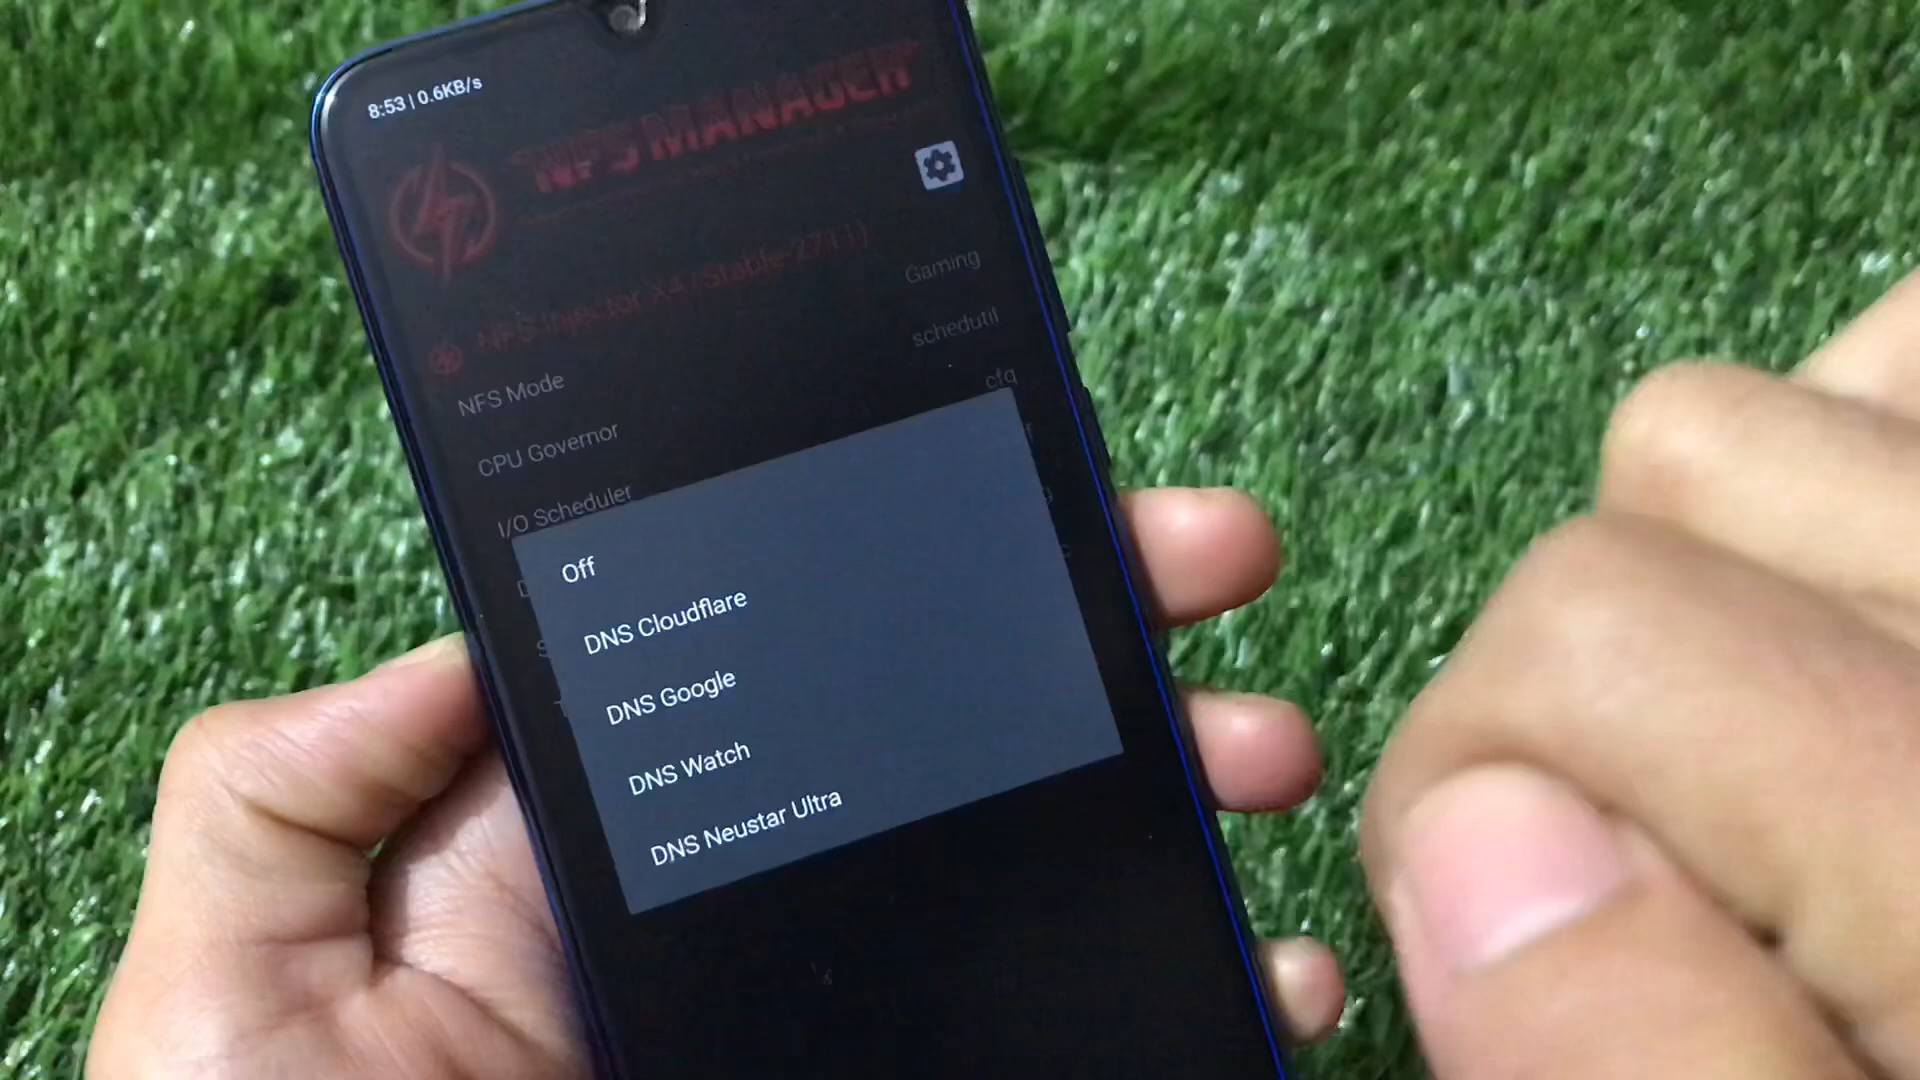 8:53 | 0.6KB/s
NFS MANAGER
NFS-Injector X4 (Stable-2711)
NFS Mode
Gaming
CPU Governor
schedutil
I/O Scheduler
cfq
Off
DNS Cloudflare
DNS Google
DNS Watch
DNS Neustar Ultra